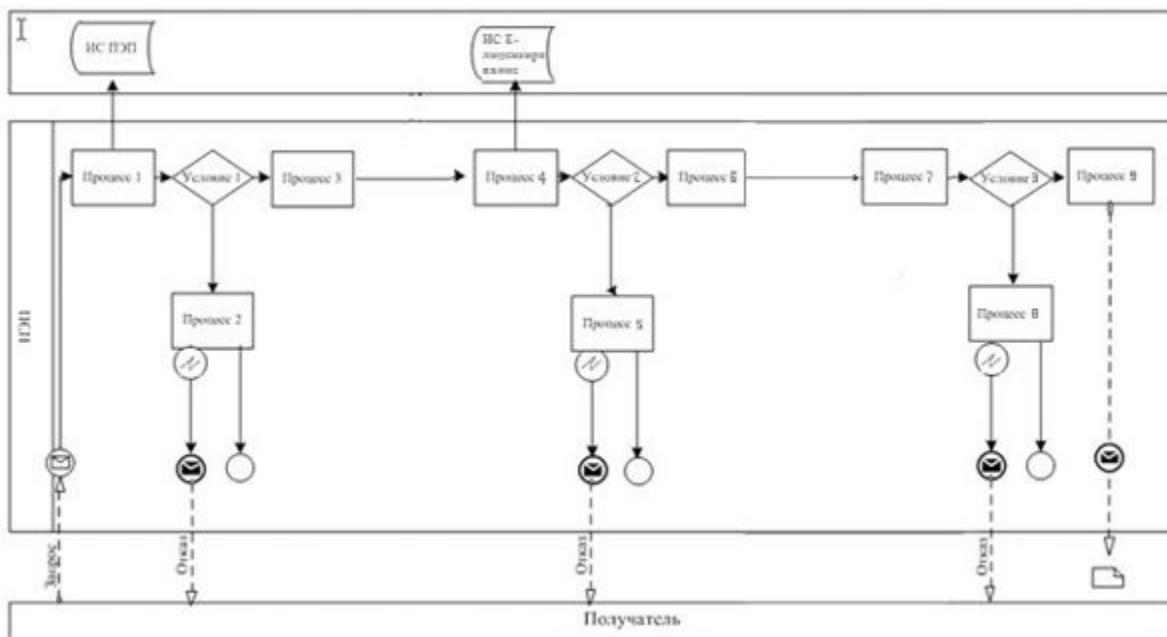 ИС ПЭП
ИС Е-
лицензиро
вание
Процесс 1
Условие 1
Процесс 3
Процесс 4
Условие 2
Процесс 6
Процесс 7
Условие 3
Процесс 9
Процесс 2
Процесс 5
Процесс 8
Запрос
Отказ
Отказ
Отказ
Получатель